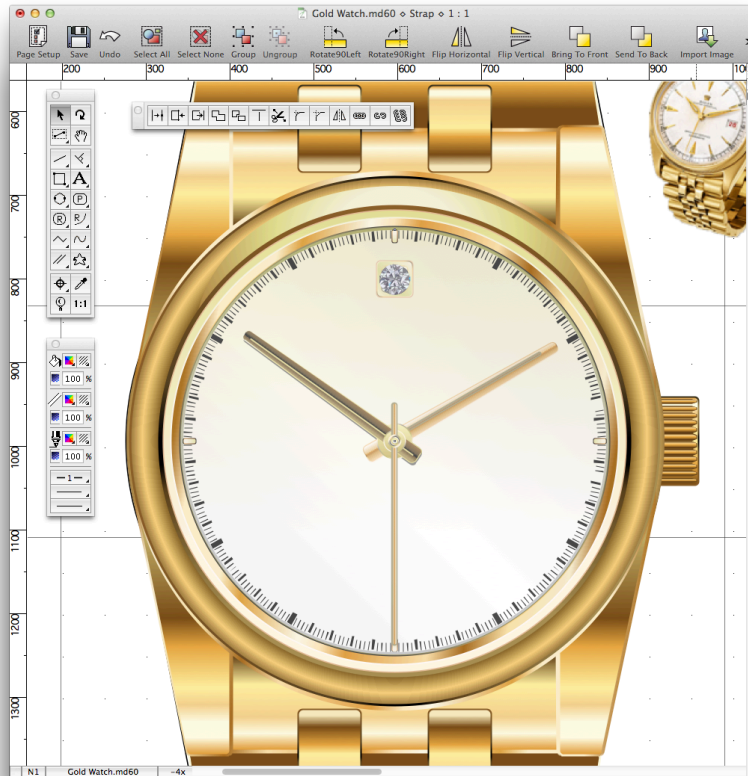 Gold Watch.md60 ⋄ Strap ⋄ 1 : 1
Page Setup Save Undo Select All Select None Group Ungroup Rotate90Left Rotate90Right Flip Horizontal Flip Vertical Bring To Front Send To Back Import Image
200 300 400 500 600 700 800 900
600
700
800
900
1000
1100
1200
1300
A
P
R R
1:1
100 %
100 %
100 %
1
N1 Gold Watch.md60 -4x